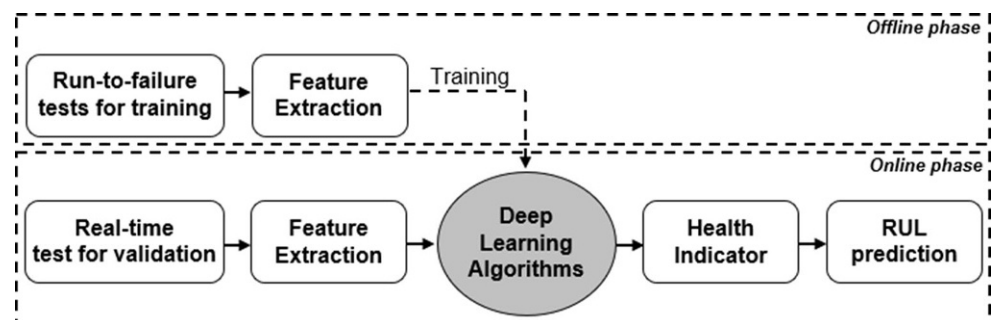 Offline phase
Run-to-failure
tests for training
Feature
Extraction
Training
Online phase
Real-time
test for validation
Feature
Extraction
Deep
Learning
Algorithms
Health
Indicator
RUL
prediction